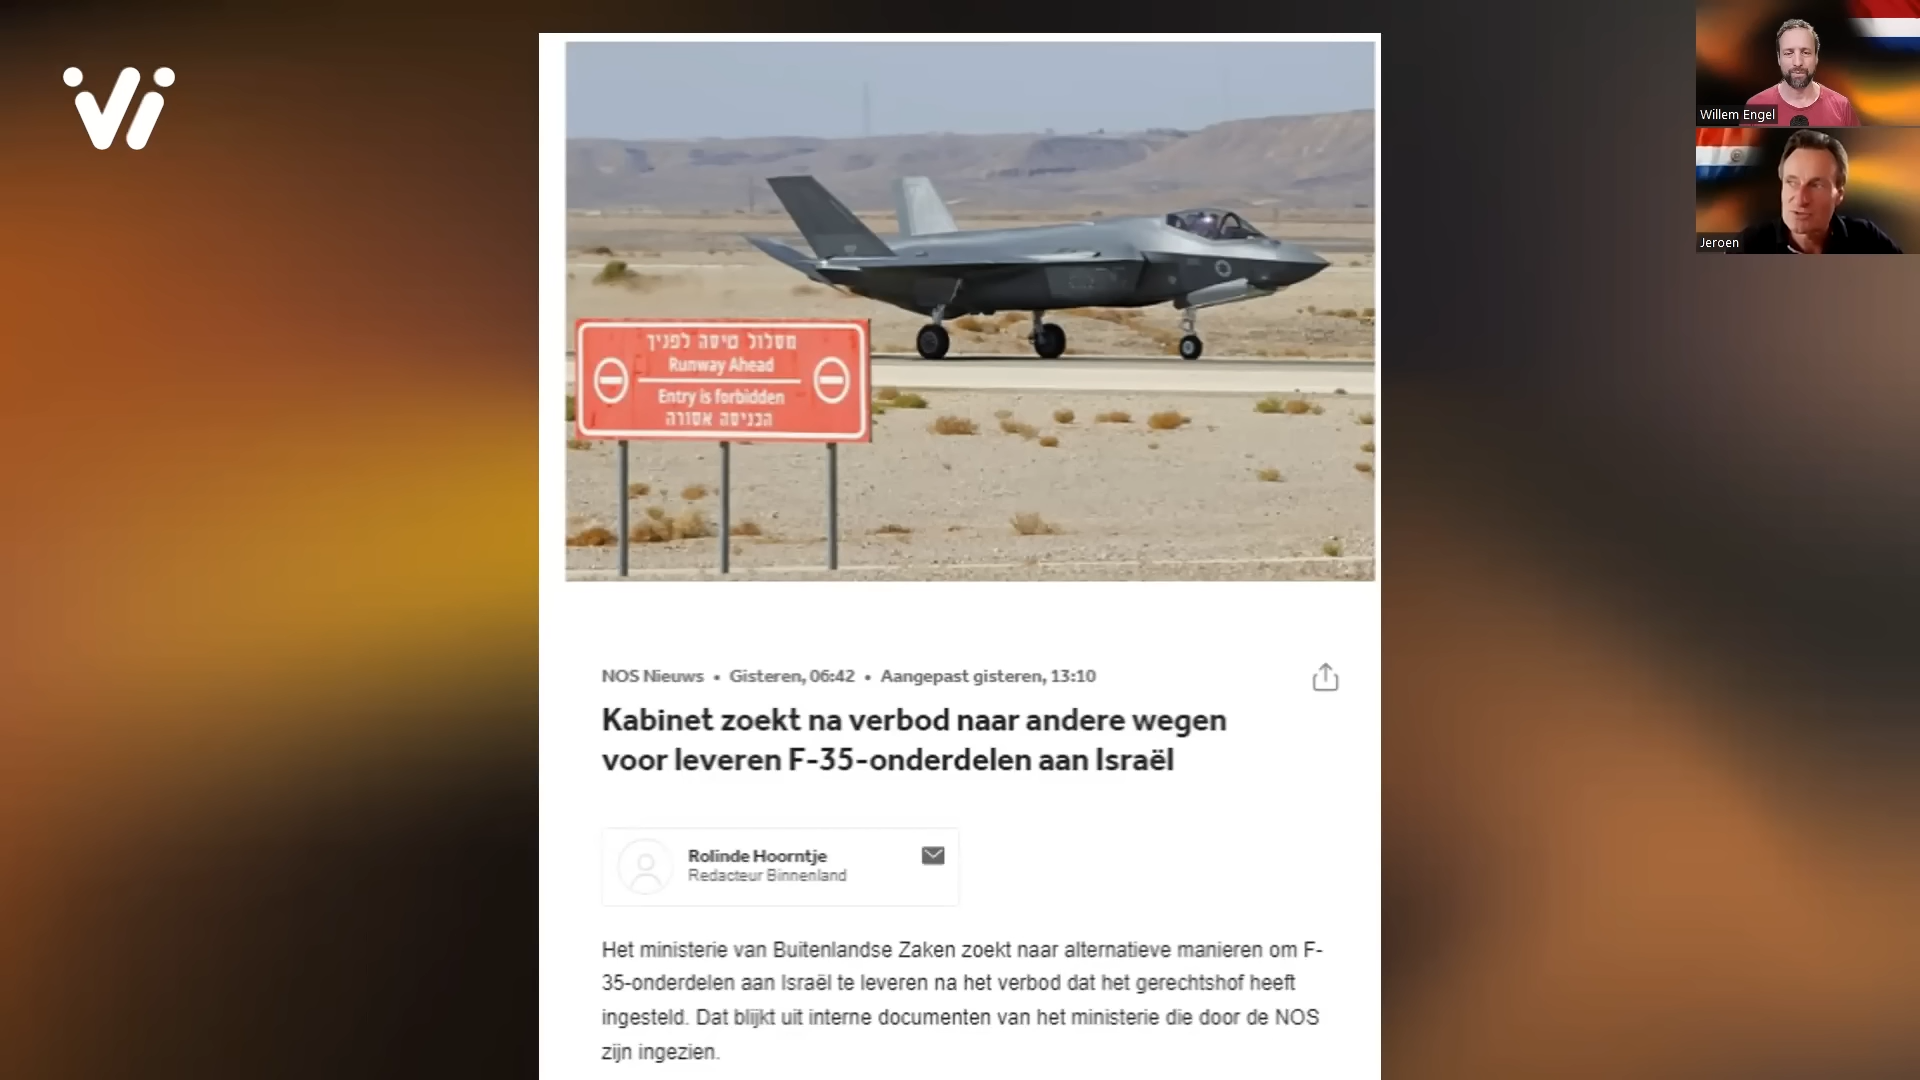 Willem Engel
Jeroen
מסלול טיסה לפניך
Runway Ahead
Entry is forbidden
הכניסה אסורה
NOS Nieuws • Gisteren, 06:42 • Aangepast gisteren, 13:10
Kabinet zoekt na verbod naar andere wegen
voor leveren F-35-onderdelen aan Israël
Rolinde Hoorntje
Redacteur Binnenland
Het ministerie van Buitenlandse Zaken zoekt naar alternatieve manieren om F-
35-onderdelen aan Israël te leveren na het verbod dat het gerechtshof heeft
ingesteld. Dat blijkt uit interne documenten van het ministerie die door de NOS
zijn ingezien.